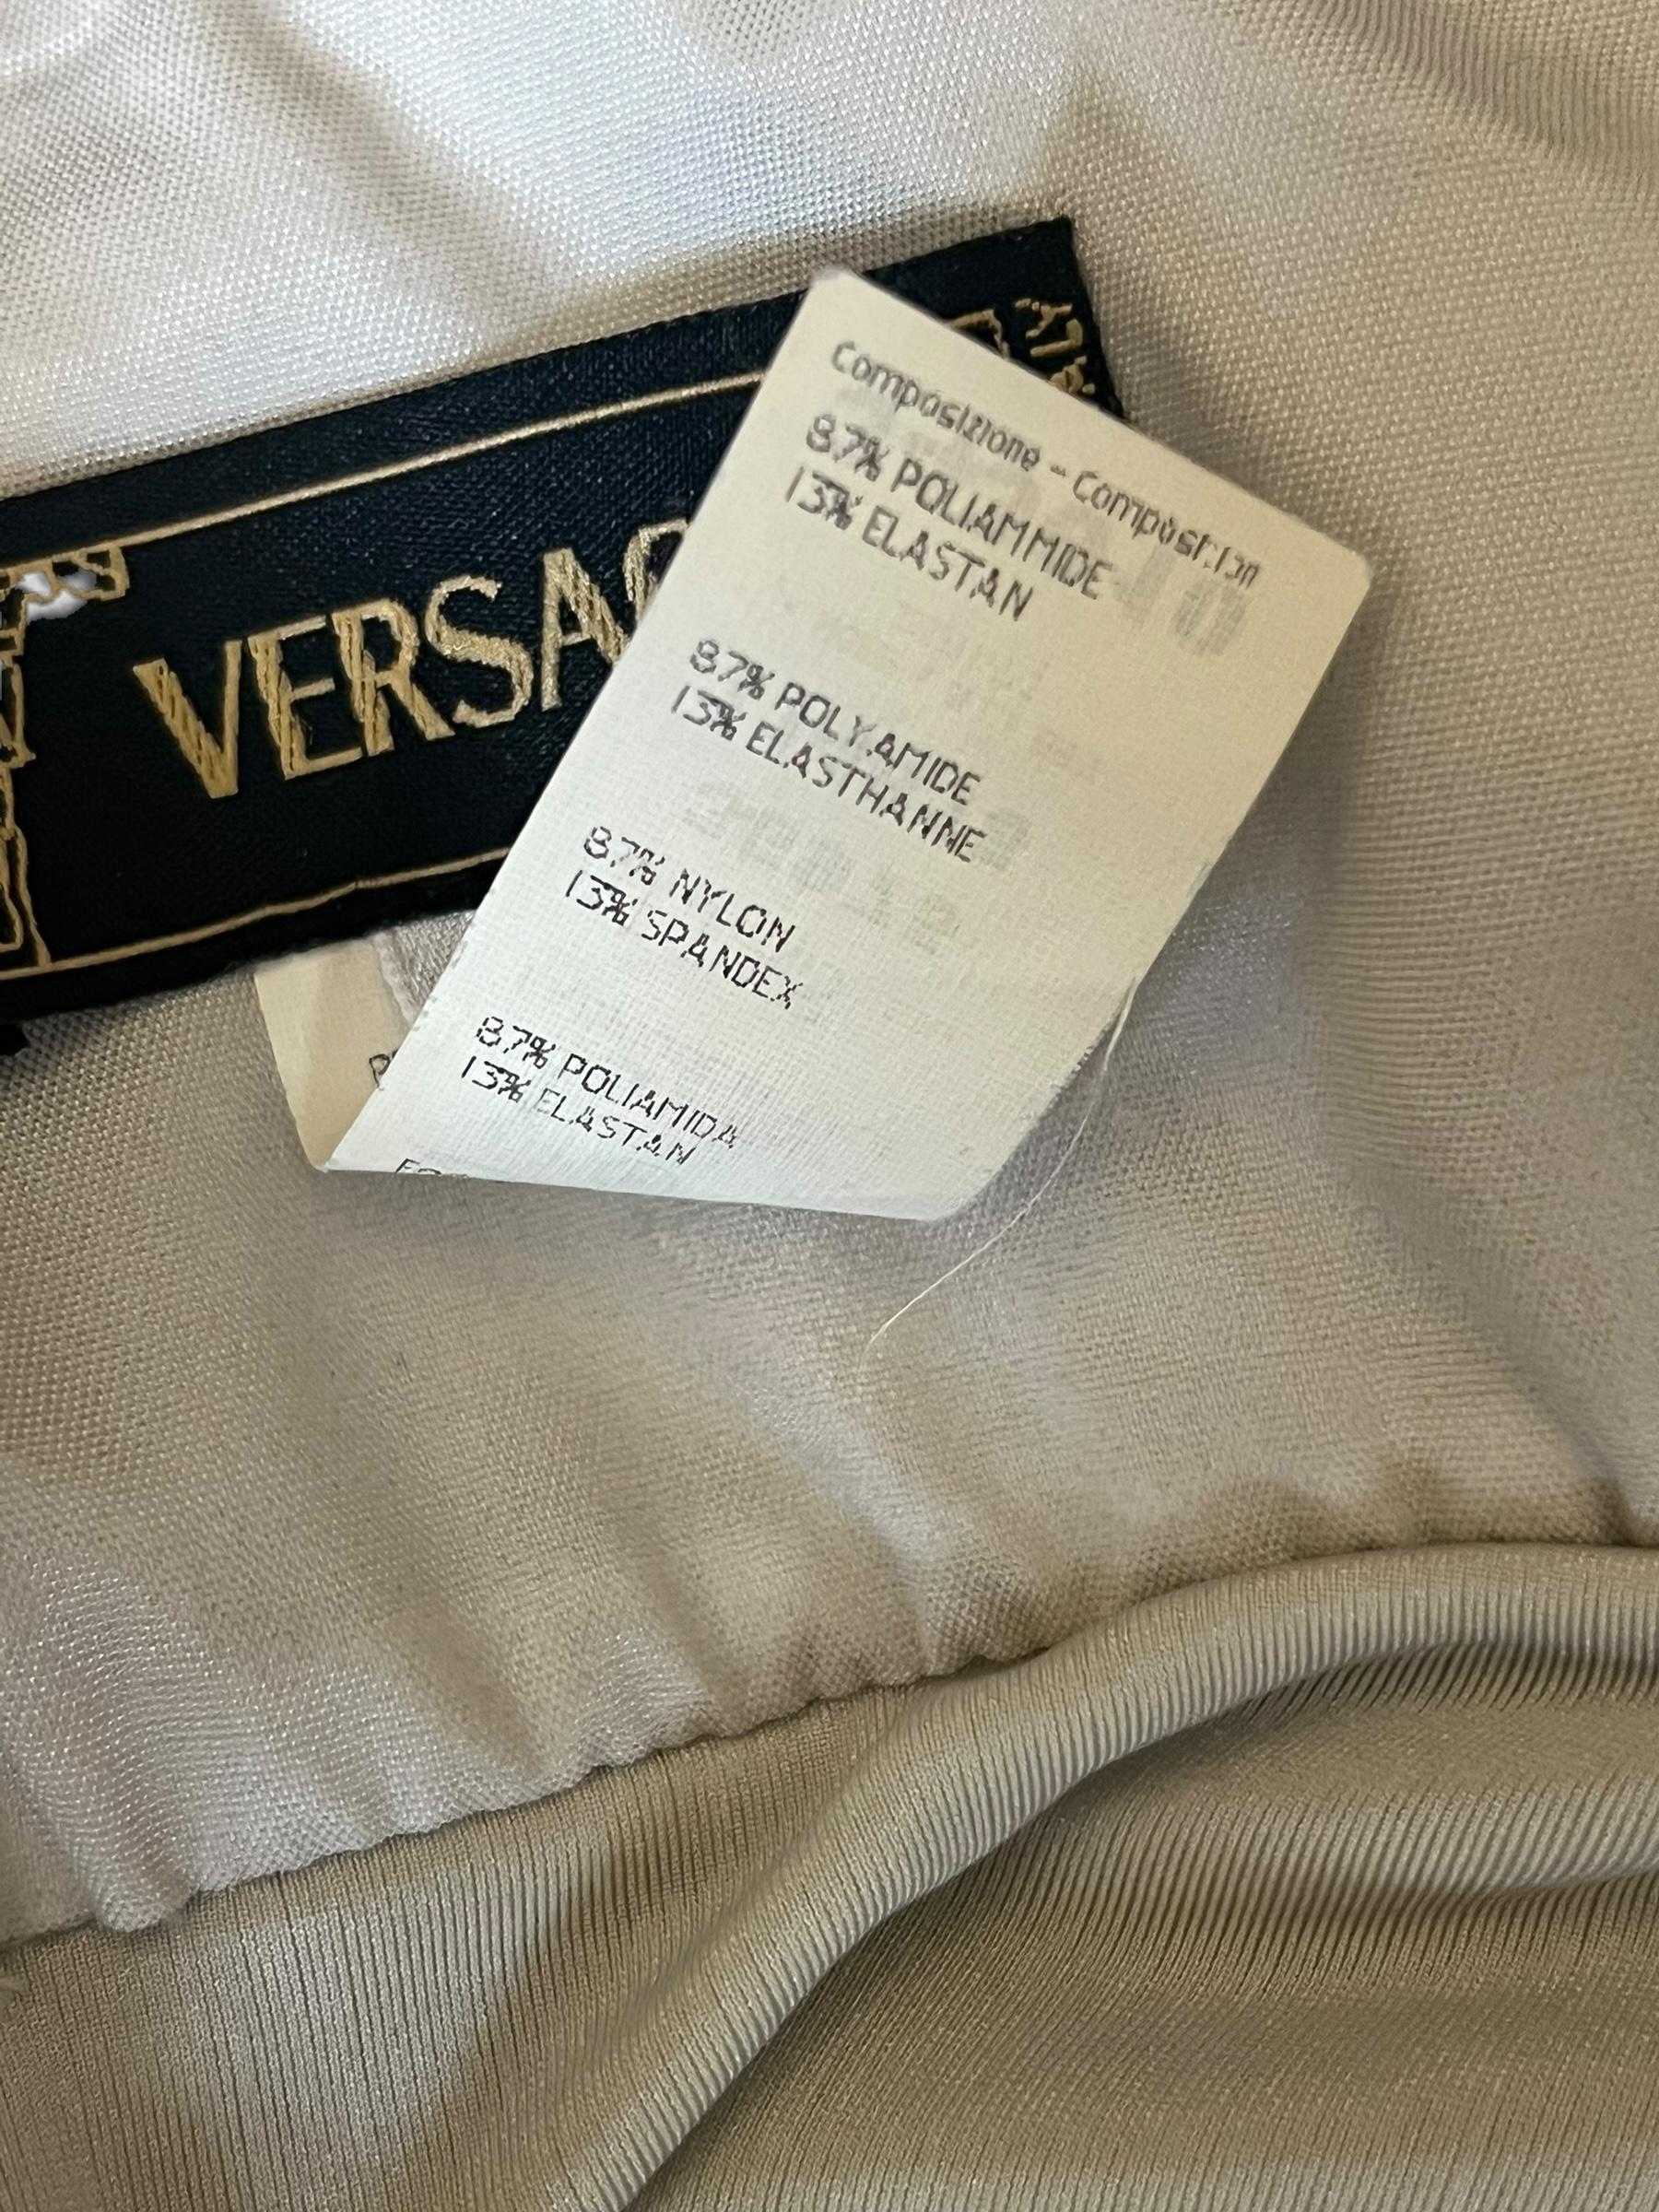 VERSAC
Composizione - Composition
87% POLIAMMIDE
13% ELASTAN
87% POLYAMIDE
13% ELASTHANNE
87% NYLON
13% SPANDEX
87% POLIAMIDA
13% ELASTAN